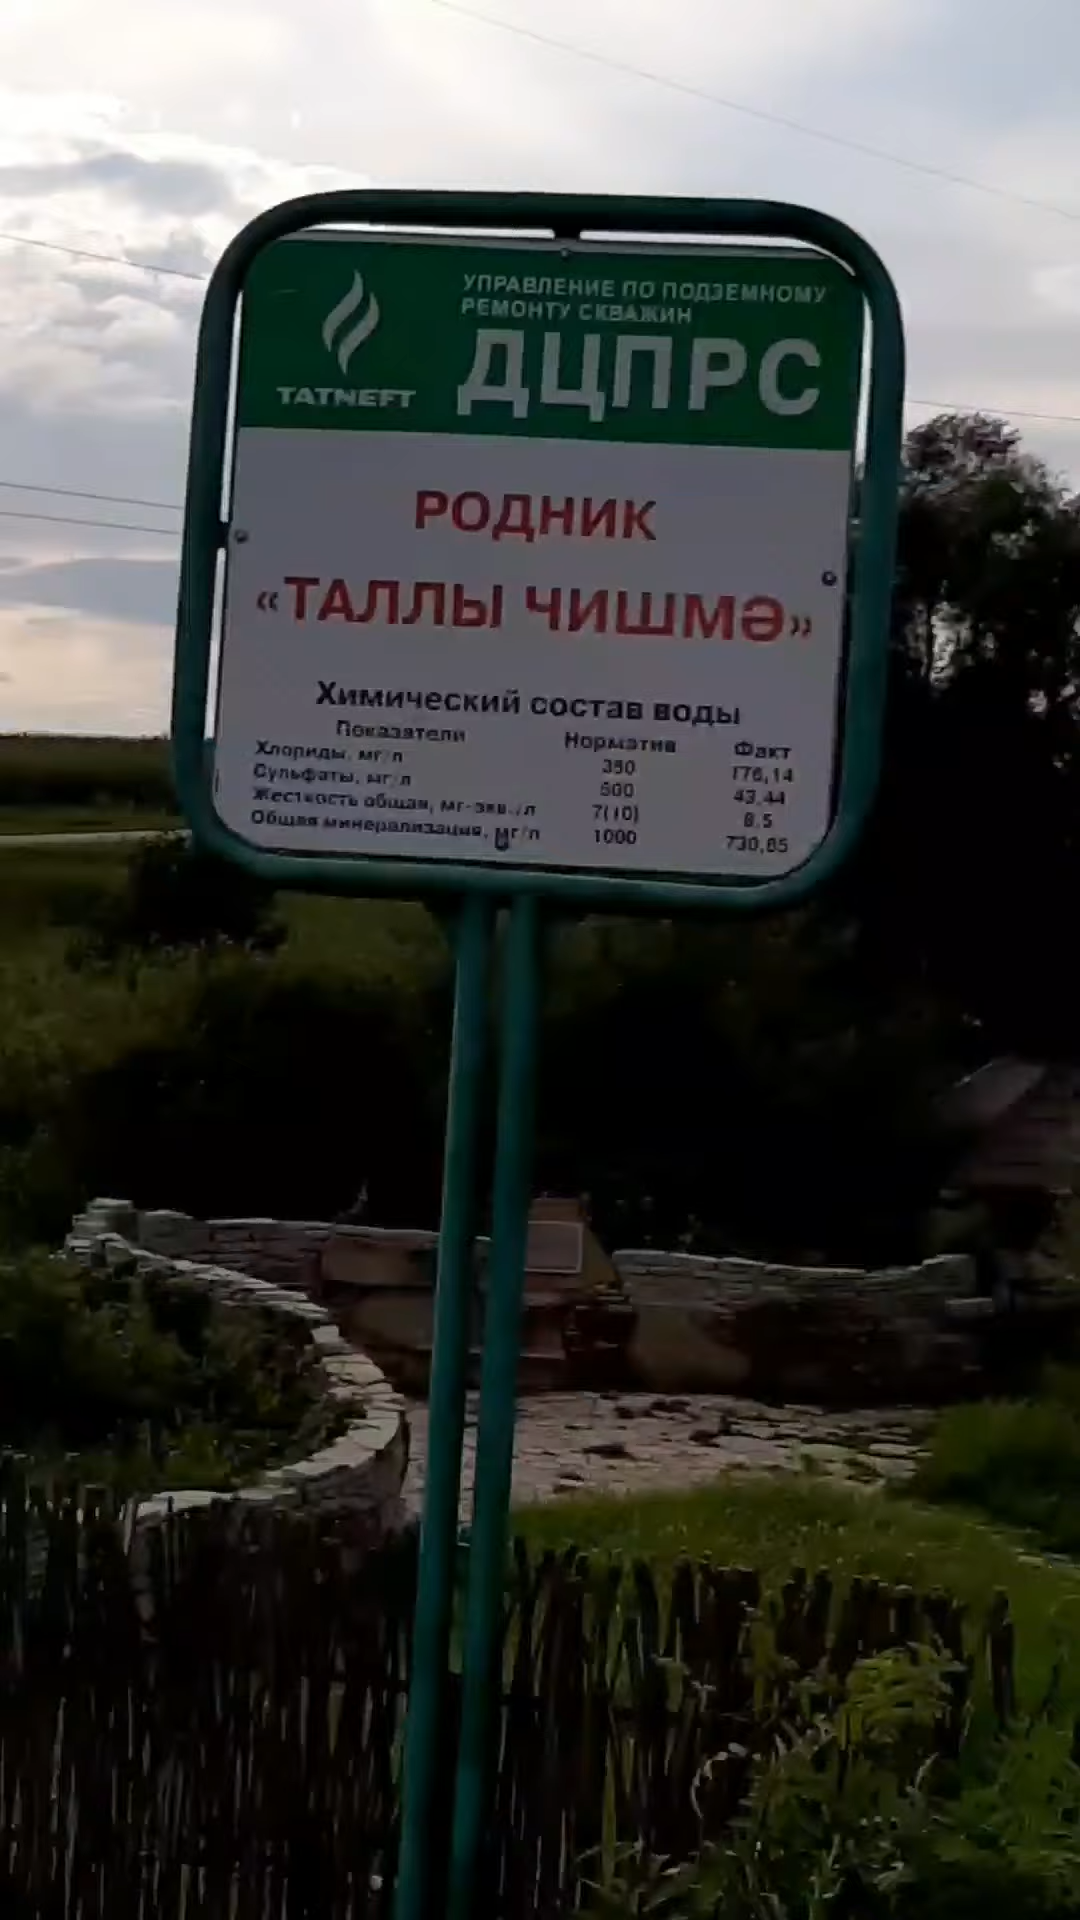 УПРАВЛЕНИЕ ПО ПОДЗЕМНОМУ
РЕМОНТУ СКВАЖИН
ДЦПРС
TATNEFT
РОДНИК
«ТАЛЛЫ ЧИШМӘ»
Химический состав воды
Показатели Норматив Факт
Хлориды, мг/л 350 176,14
Сульфаты, мг/л 500 43,44
Жесткость общая, мг-экв./л 7(10) 8,5
Общая минерализация, мг/л 1000 730,85